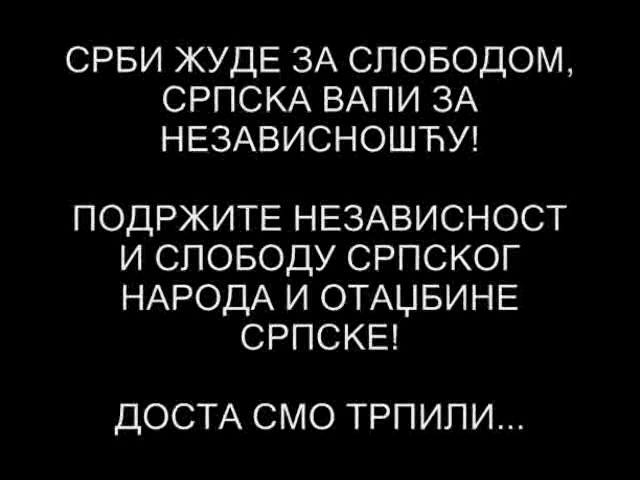 СРБИ ЖУДЕ ЗА СЛОБОДОМ,
СРПСКА ВАПИ ЗА
НЕЗАВИСНОШЋУ!
ПОДРЖИТЕ НЕЗАВИСНОСТ
И СЛОБОДУ СРПСКОГ
НАРОДА И ОТАЏБИНЕ
СРПСКЕ!
ДОСТА СМО ТРПИЛИ...